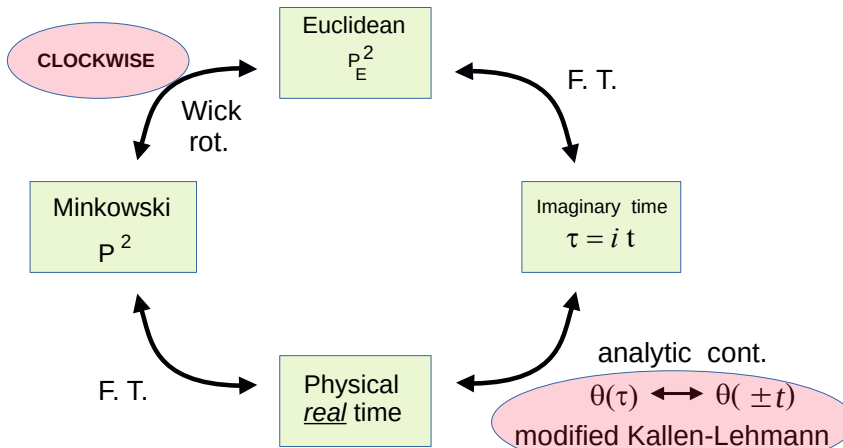 Euclidean
P_E^2
CLOCKWISE
F. T.
Wick
rot.
Minkowski
P^2
Imaginary time
τ = i t
analytic cont.
F. T.
Physical
real time
θ(τ) ⟷ θ( ±t)
modified Kallen-Lehmann